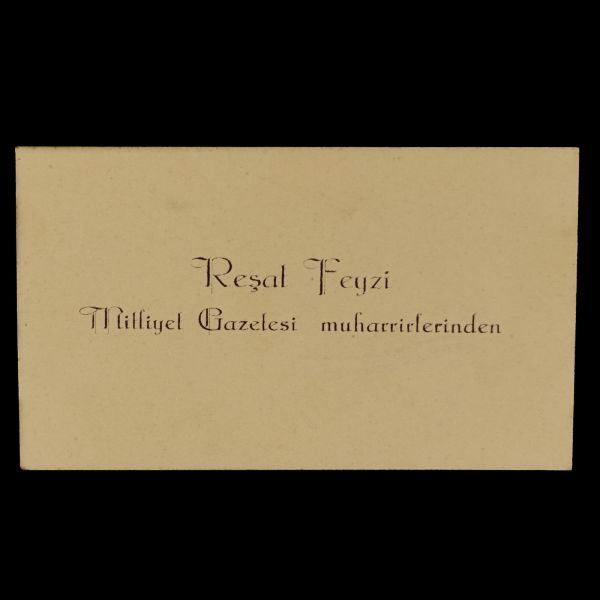 Reşat Feyzi
Milliyet Gazetesi muharrirlerinden